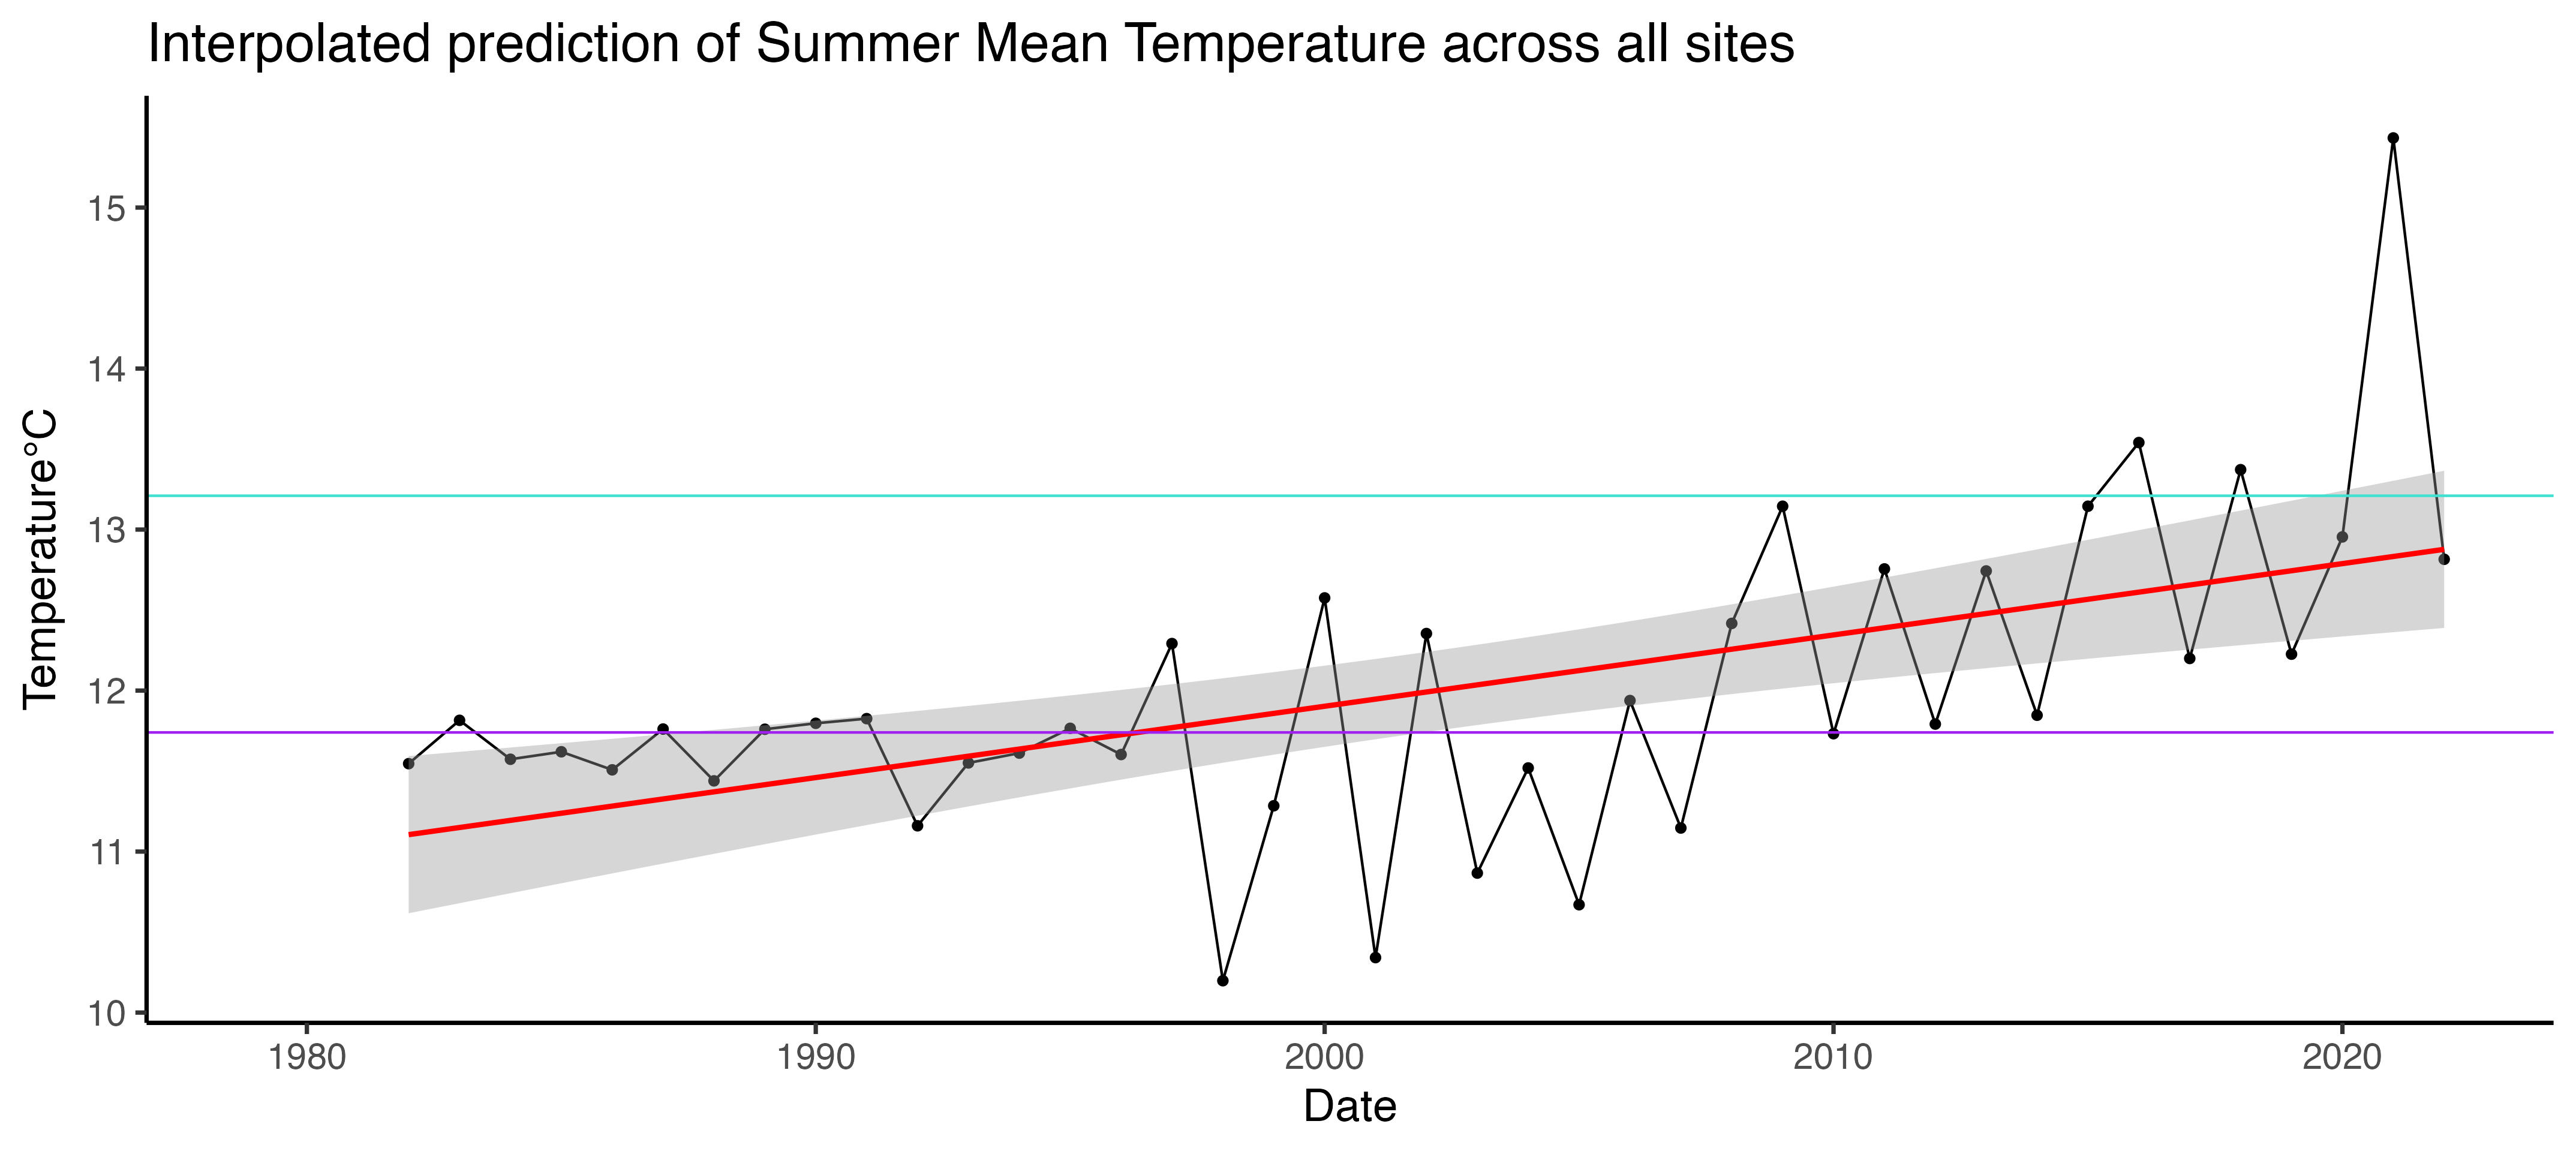 Interpolated prediction of Summer Mean Temperature across all sites
Temperature°C
15
14
13
12
11
10
1980 1990 2000 2010 2020
Date